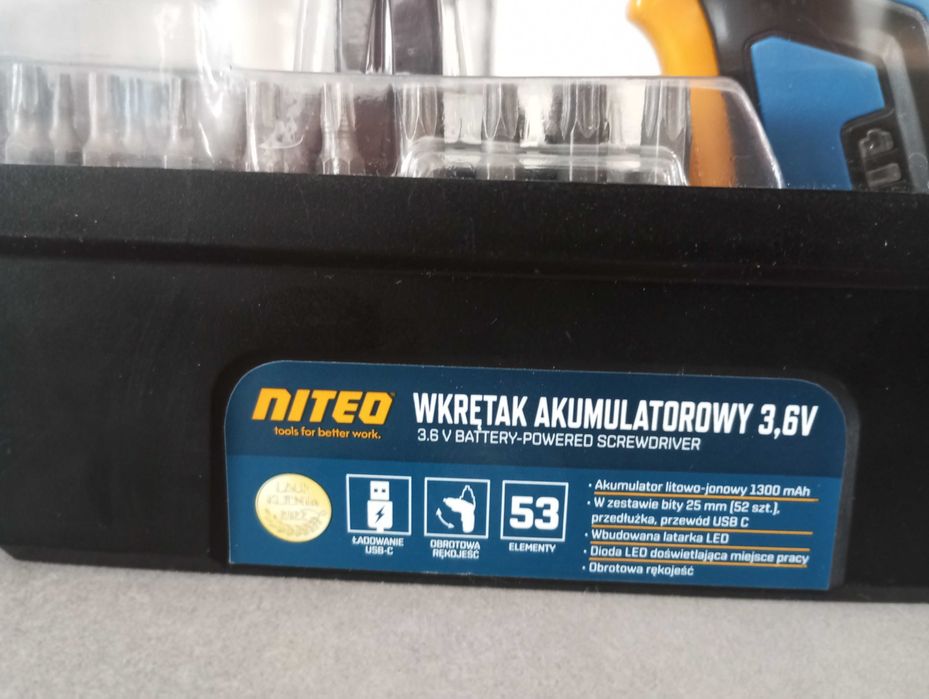 NITEO
tools for better work.
WKRĘTAK AKUMULATOROWY 3,6V
3.6 V BATTERY-POWERED SCREWDRIVER
ŁADOWANIE
USB-C
OBROTOWA
RĘKOJEŚĆ
53
ELEMENTY
• Akumulator litowo-jonowy 1300 mAh
• W zestawie bity 25 mm [52 szt.],
przedłużka, przewód USB C
• Wbudowana latarka LED
• Dioda LED doświetlająca miejsce pracy
• Obrotowa rękojeść